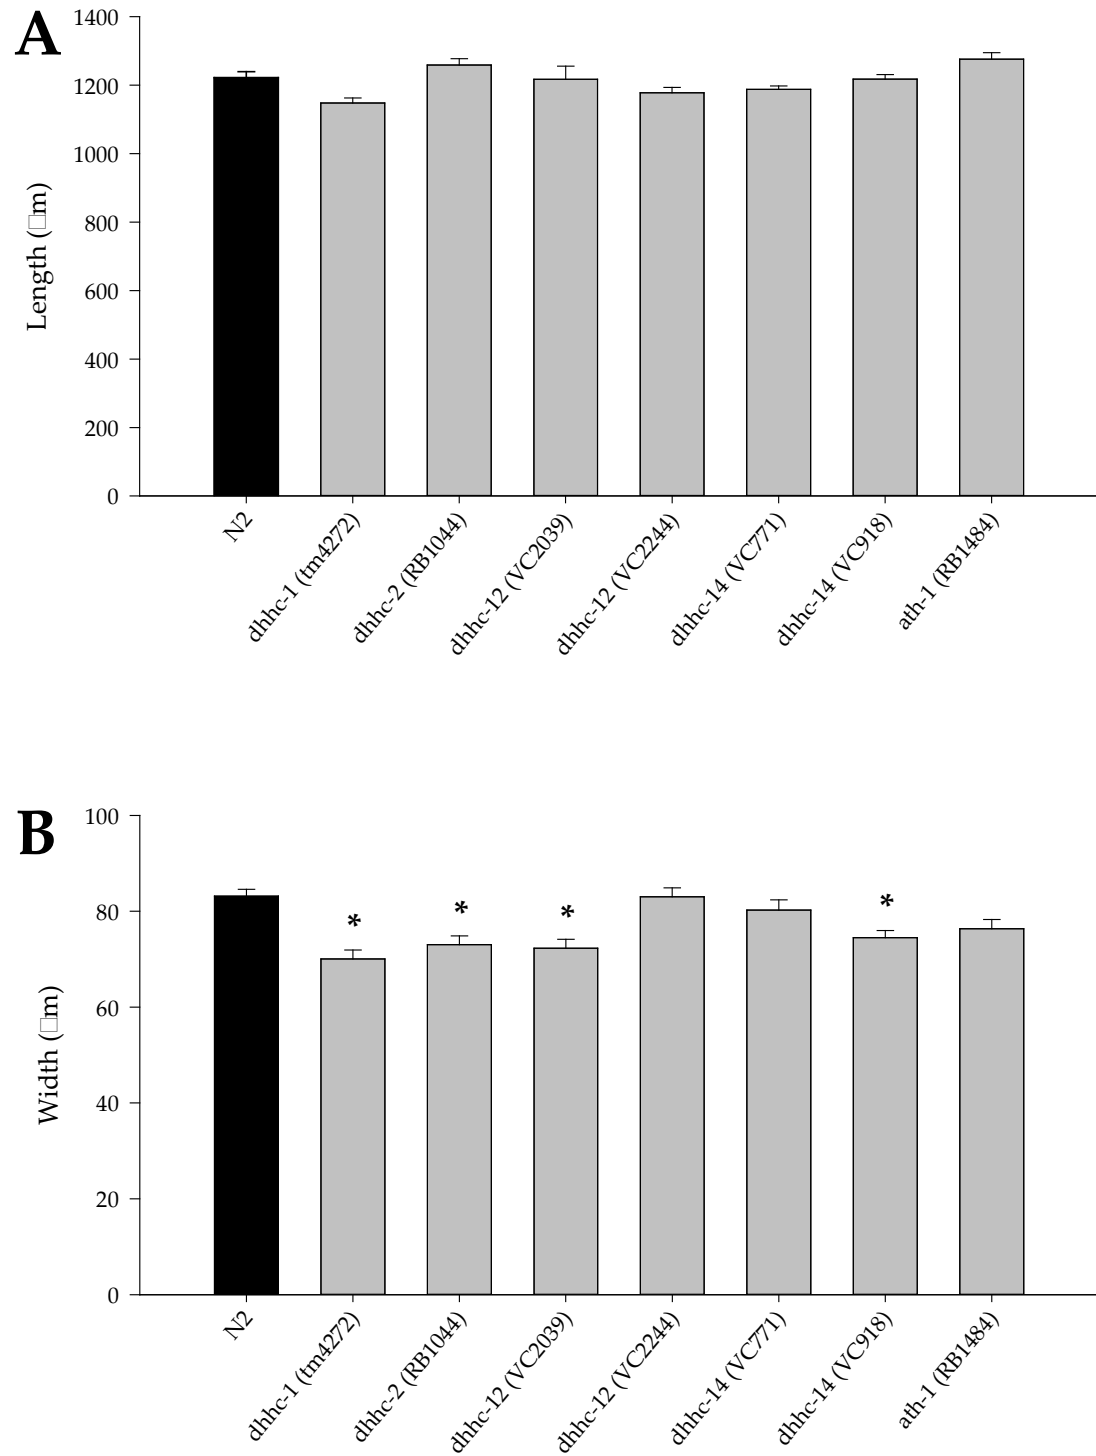 A
1400
1200
1000
800
600
400
200
0
Length (□m)
N2
dhhc-1 (tm4272)
dhhc-2 (RB1044)
dhhc-12 (VC2039)
dhhc-12 (VC2244)
dhhc-14 (VC771)
dhhc-14 (VC918)
ath-1 (RB1484)
B
100
80
60
40
20
0
Width (□m)
*
*
*
*
N2
dhhc-1 (tm4272)
dhhc-2 (RB1044)
dhhc-12 (VC2039)
dhhc-12 (VC2244)
dhhc-14 (VC771)
dhhc-14 (VC918)
ath-1 (RB1484)